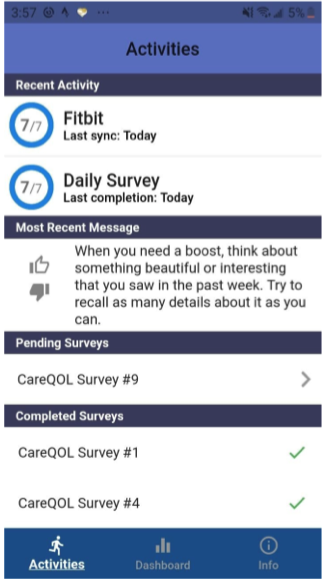 3:57 ... 5%
Activities
Recent Activity
7/7
Fitbit
Last sync: Today
7/7
Daily Survey
Last completion: Today
Most Recent Message
When you need a boost, think about
something beautiful or interesting
that you saw in the past week. Try to
recall as many details about it as you
can.
Pending Surveys
CareQOL Survey #9
Completed Surveys
CareQOL Survey #1
CareQOL Survey #4
Activities Dashboard Info